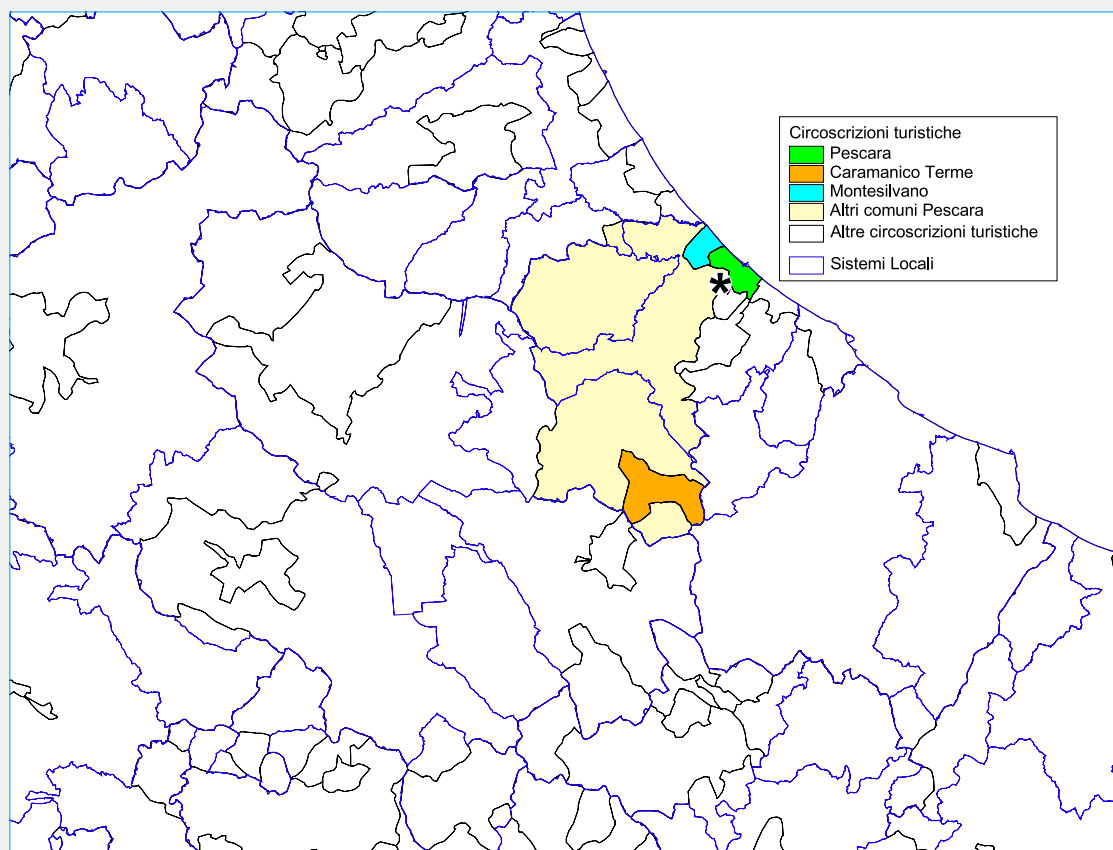 Circoscrizioni turistiche
Pescara
Caramanico Terme
Montesilvano
Altri comuni Pescara
Altre circoscrizioni turistiche
Sistemi Locali
*